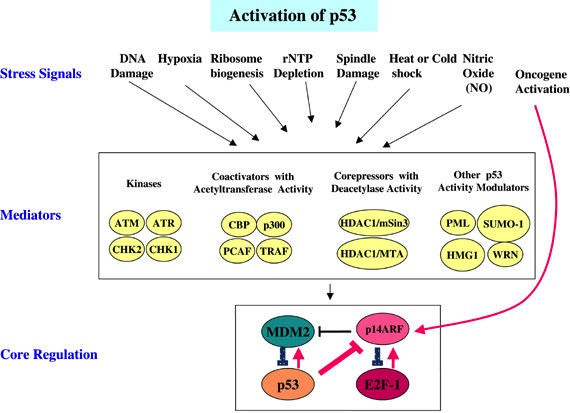 Activation of p53
Stress Signals
DNA
Damage
Hypoxia
Ribosome
biogenesis
rNTP
Depletion
Spindle
Damage
Heat or Cold
shock
Nitric
Oxide
(NO)
Oncogene
Activation
Mediators
Kinases
Coactivators with
Acetyltransferase Activity
Corepressors with
Deacetylase Activity
Other p53
Activity Modulators
ATM
ATR
CHK2
CHK1
CBP
p300
PCAF
TRAF
HDAC1/mSin3
HDAC1/MTA
PML
SUMO-1
HMG1
WRN
Core Regulation
MDM2
p14ARF
p53
E2F-1